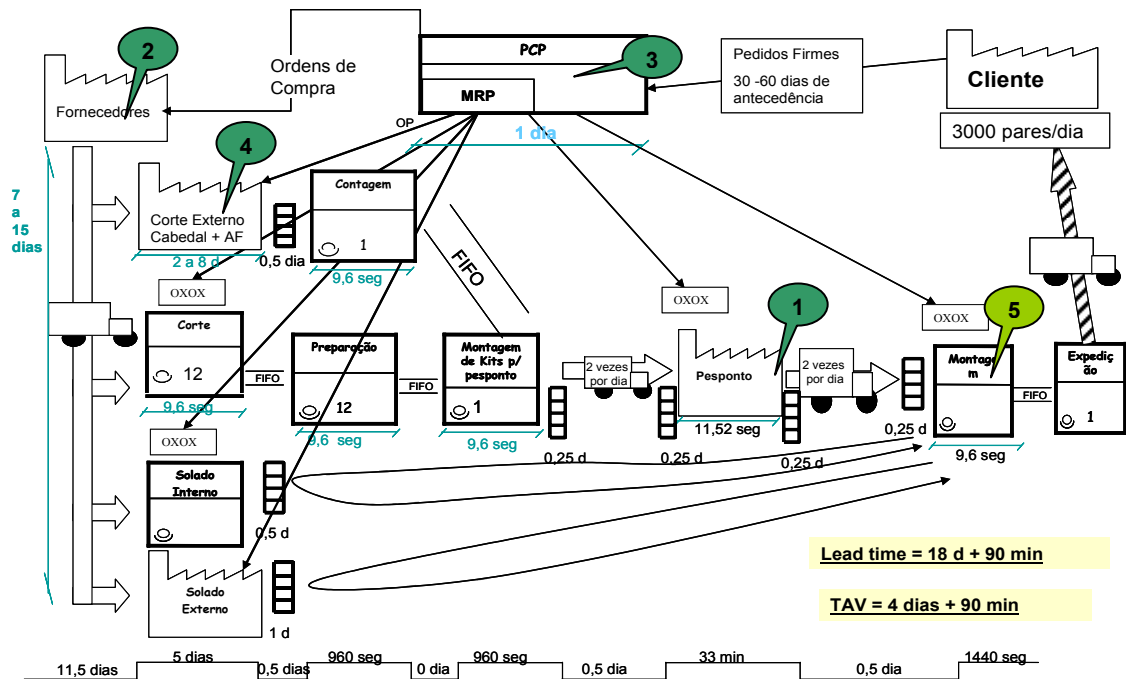 2
Fornecedores
Ordens de
Compra
PCP
3
MRP
Pedidos Firmes
30 -60 dias de
antecedência
Cliente
3000 pares/dia
OP
1 dia
4
Corte Externo
Cabedal + AF
2 a 8 d
0,5 dia
Contagem
1
9,6 seg
FIFO
7
a
15
dias
OXOX
Corte
12
9,6 seg
FIFO
Preparação
12
9,6 seg
FIFO
Montagem
de Kits p/
pesponto
1
9,6 seg
0,25 d
2 vezes
por dia
0,25 d
OXOX
1
Pesponto
11,52 seg
0,25 d
2 vezes
por dia
0,25 d
OXOX
5
Montage
m
9,6 seg
FIFO
Expediç
ão
1
OXOX
Solado
Interno
0,5 d
Solado
Externo
1 d
Lead time = 18 d + 90 min
TAV = 4 dias + 90 min
11,5 dias
5 dias
0,5 dias
960 seg
0 dia
960 seg
0,5 dia
33 min
0,5 dia
1440 seg